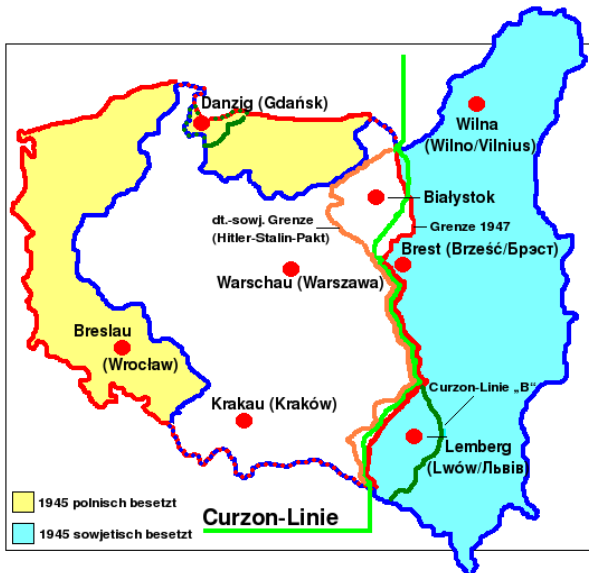 Danzig (Gdańsk)
Wilna
(Wilno/Vilnius)
Białystok
dt.-sowj. Grenze
(Hitler-Stalin-Pakt)
Grenze 1947
Brest (Brześć/Брэст)
Warschau (Warszawa)
Breslau
(Wrocław)
Curzon-Linie „B“
Krakau (Kraków)
Lemberg
(Lwów/Львів)
1945 polnisch besetzt
1945 sowjetisch besetzt
Curzon-Linie